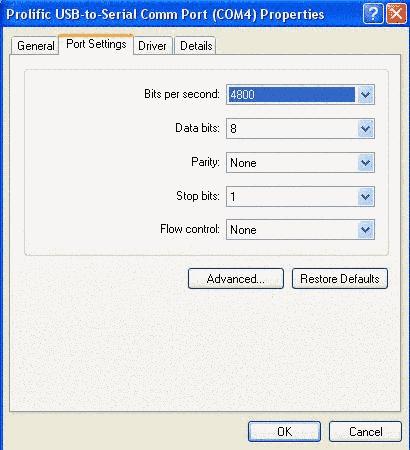 Prolific USB-to-Serial Comm Port (COM4) Properties
General Port Settings Driver Details
Bits per second: 4800
Data bits: 8
Parity: None
Stop bits: 1
Flow control: None
Advanced... Restore Defaults
OK Cancel